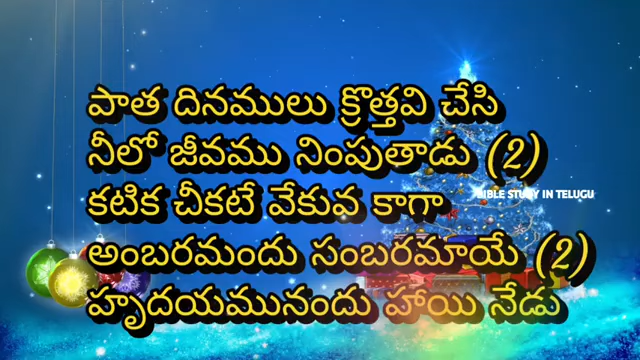 పాత దినములు క్రొత్తవి చేసి
నీలో జీవము నింపుతాడు (2)
BIBLE STUDY IN TELUGU
కటిక చీకటే వేకువ కాగా
అంబరమందు సంబరమాయే (2)
హృదయమునందు హాయి నేడు